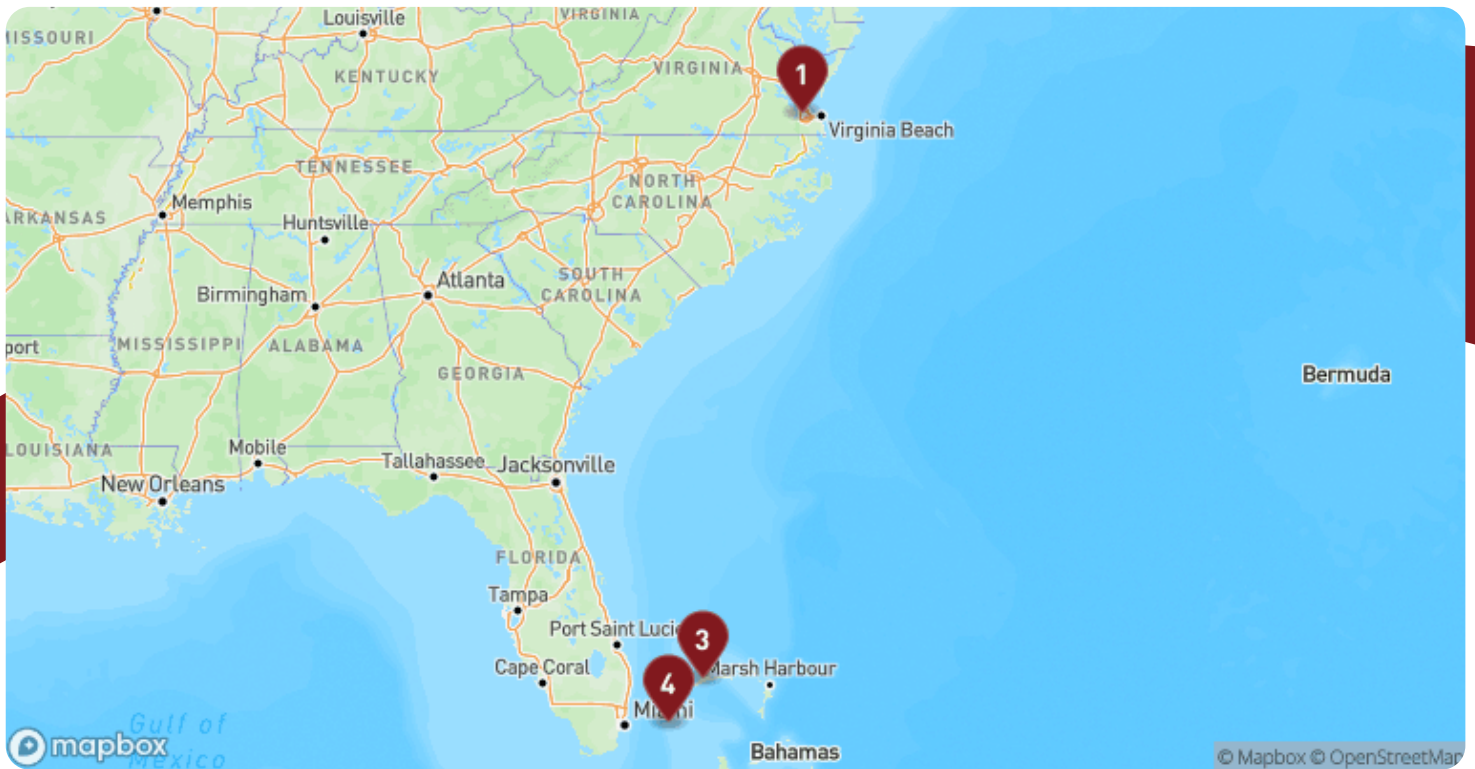 Louisville
VIRGINIA
MISSOURI
KENTUCKY
VIRGINIA
1
Virginia Beach
TENNESSEE
NORTH
CAROLINA
Memphis
ARKANSAS
Huntsville
SOUTH
CAROLINA
Atlanta
Birmingham
port
MISSISSIPPI
ALABAMA
GEORGIA
Bermuda
LOUISIANA
Mobile
Tallahassee
Jacksonville
New Orleans
FLORIDA
Tampa
Port Saint Lucie
3
Cape Coral
Marsh Harbour
4
Miami
Gulf of
Mexico
mapbox
Bahamas
© Mapbox © OpenStreetMap